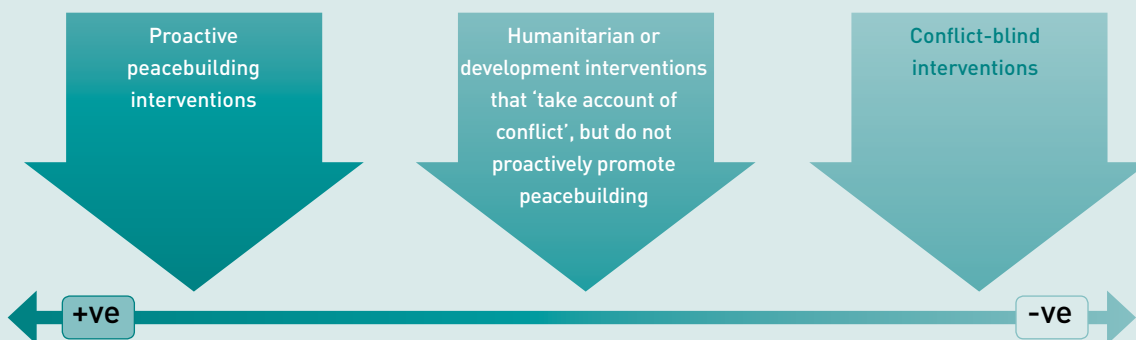 Proactive
peacebuilding
interventions
Humanitarian or
development interventions
that ‘take account of
conflict’, but do not
proactively promote
peacebuilding
Conflict-blind
interventions
+ve
-ve